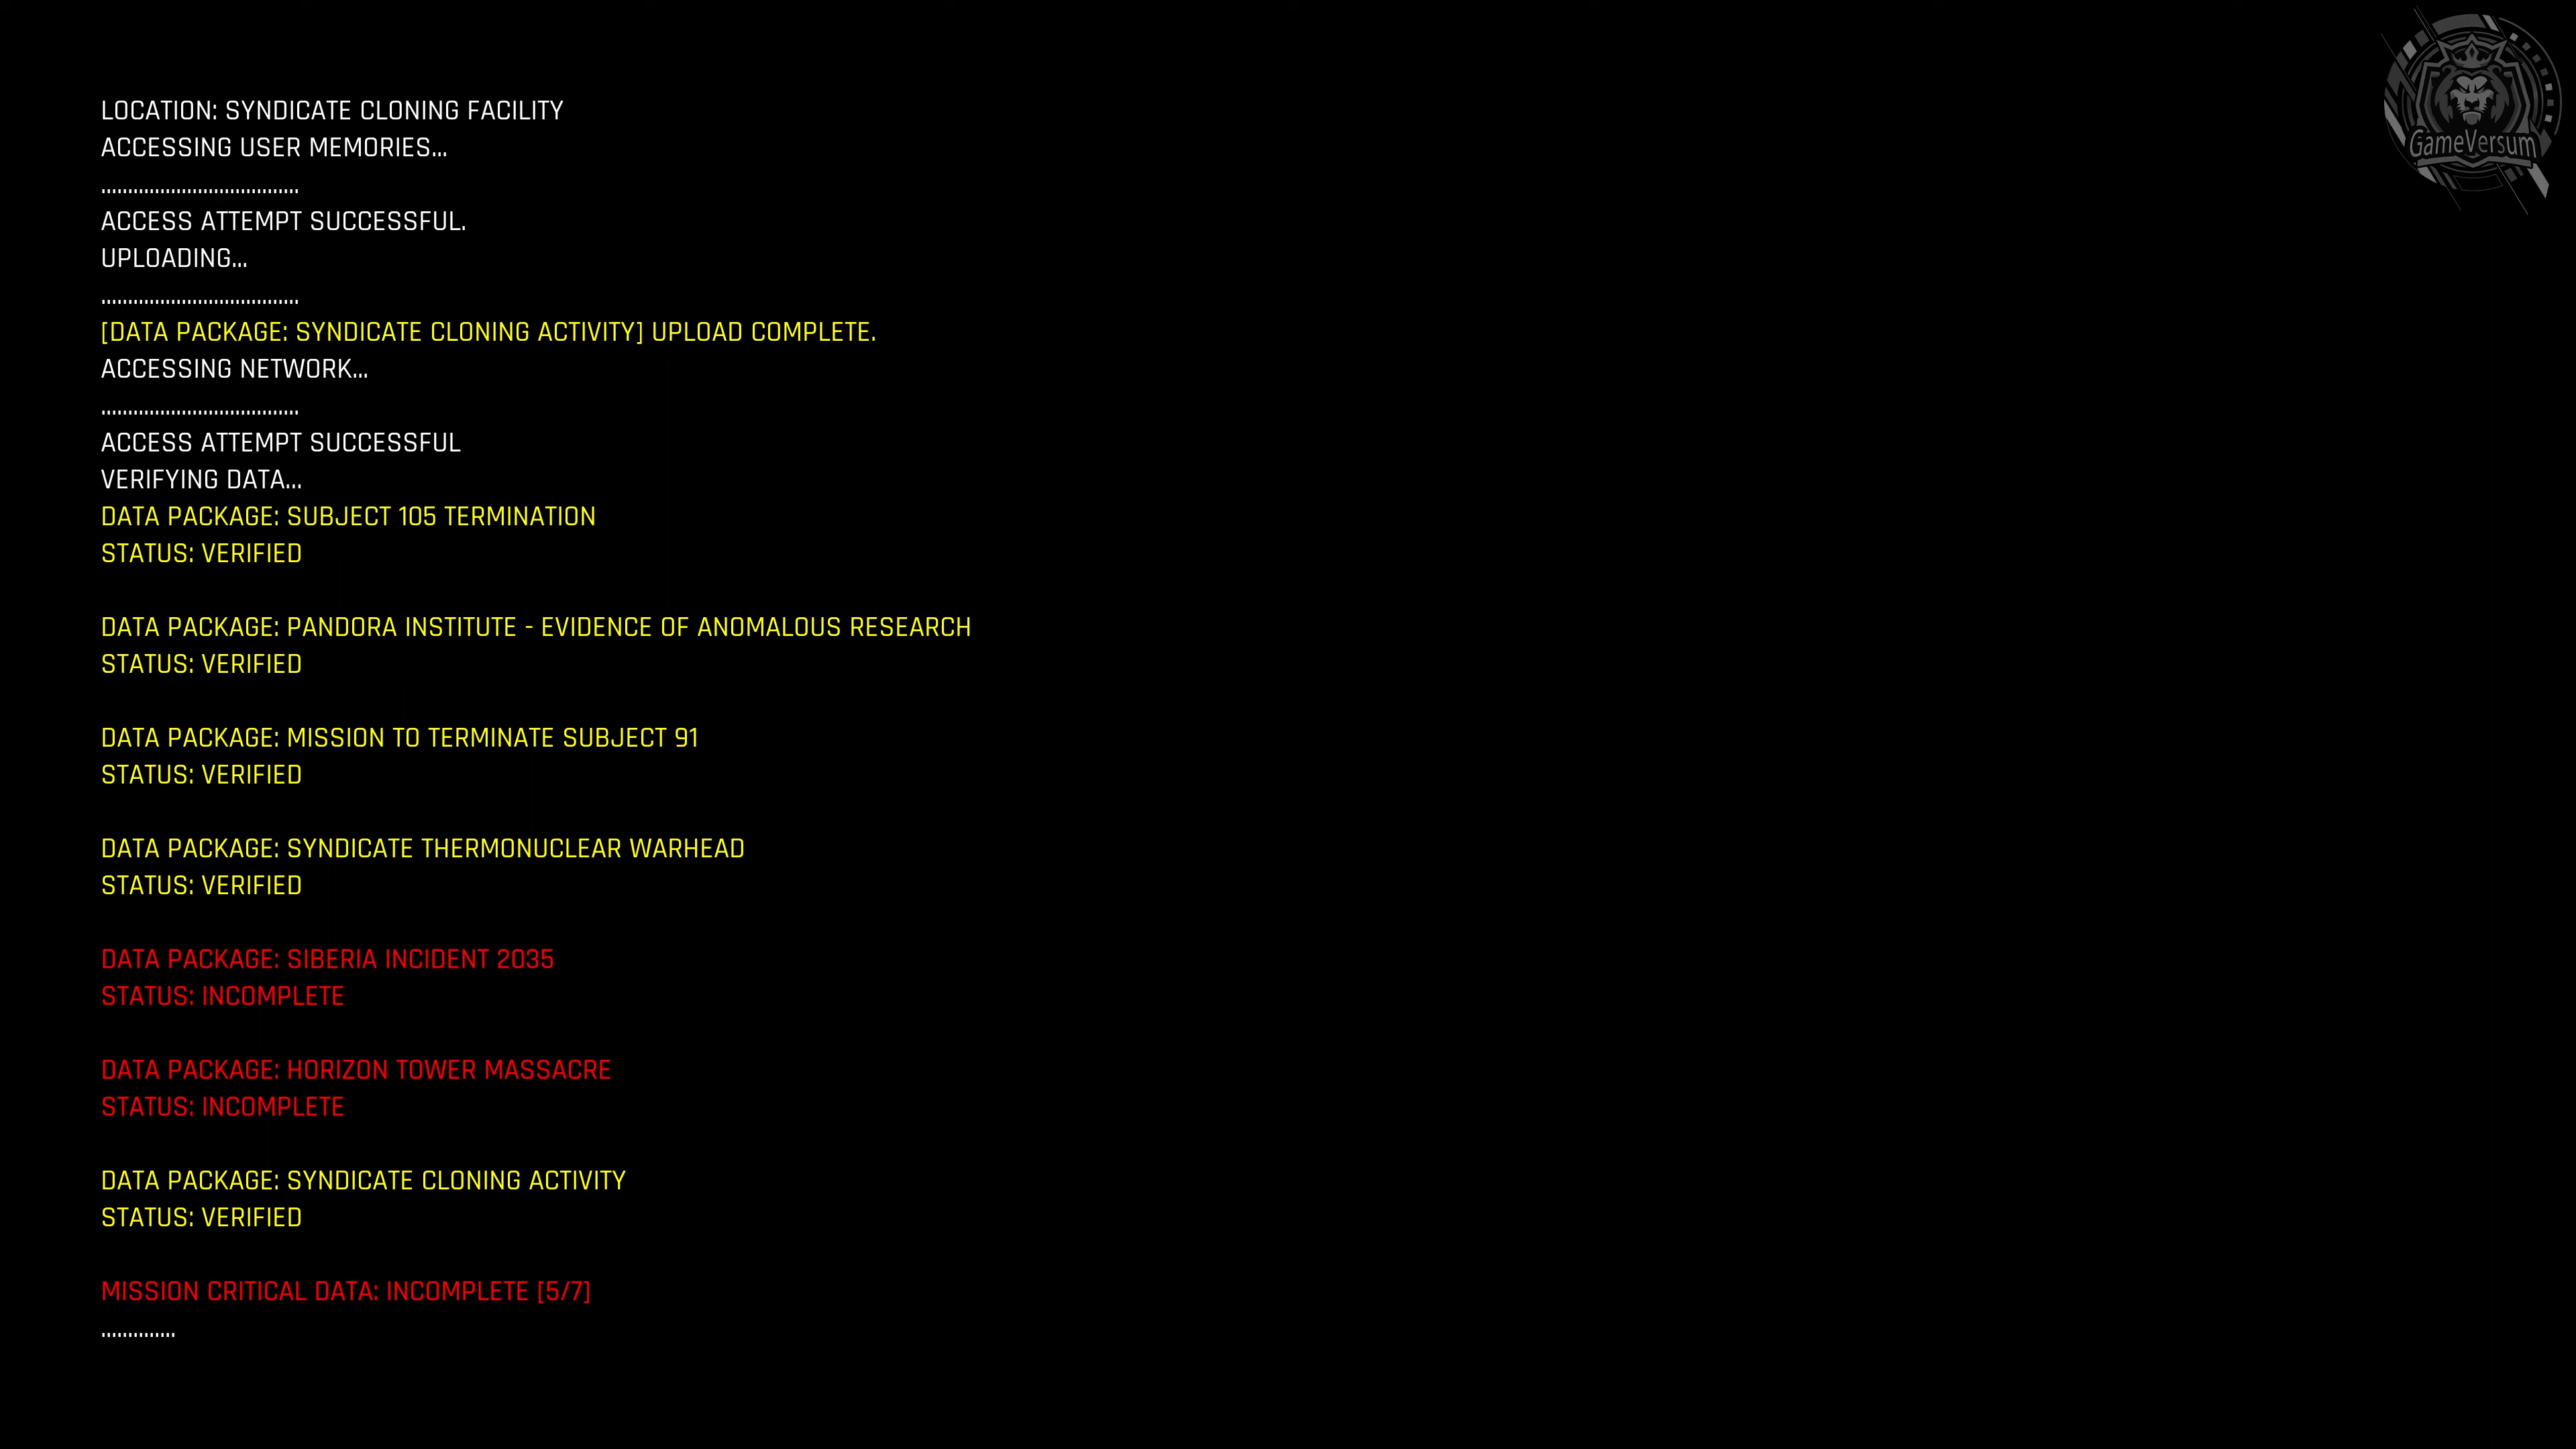 LOCATION: SYNDICATE CLONING FACILITY
ACCESSING USER MEMORIES...
.....................................
ACCESS ATTEMPT SUCCESSFUL.
UPLOADING...
.....................................
[DATA PACKAGE: SYNDICATE CLONING ACTIVITY] UPLOAD COMPLETE.
ACCESSING NETWORK...
.....................................
ACCESS ATTEMPT SUCCESSFUL
VERIFYING DATA...
DATA PACKAGE: SUBJECT 105 TERMINATION
STATUS: VERIFIED
DATA PACKAGE: PANDORA INSTITUTE - EVIDENCE OF ANOMALOUS RESEARCH
STATUS: VERIFIED
DATA PACKAGE: MISSION TO TERMINATE SUBJECT 91
STATUS: VERIFIED
DATA PACKAGE: SYNDICATE THERMONUCLEAR WARHEAD
STATUS: VERIFIED
DATA PACKAGE: SIBERIA INCIDENT 2035
STATUS: INCOMPLETE
DATA PACKAGE: HORIZON TOWER MASSACRE
STATUS: INCOMPLETE
DATA PACKAGE: SYNDICATE CLONING ACTIVITY
STATUS: VERIFIED
MISSION CRITICAL DATA: INCOMPLETE [5/7]
..............
GameVersum